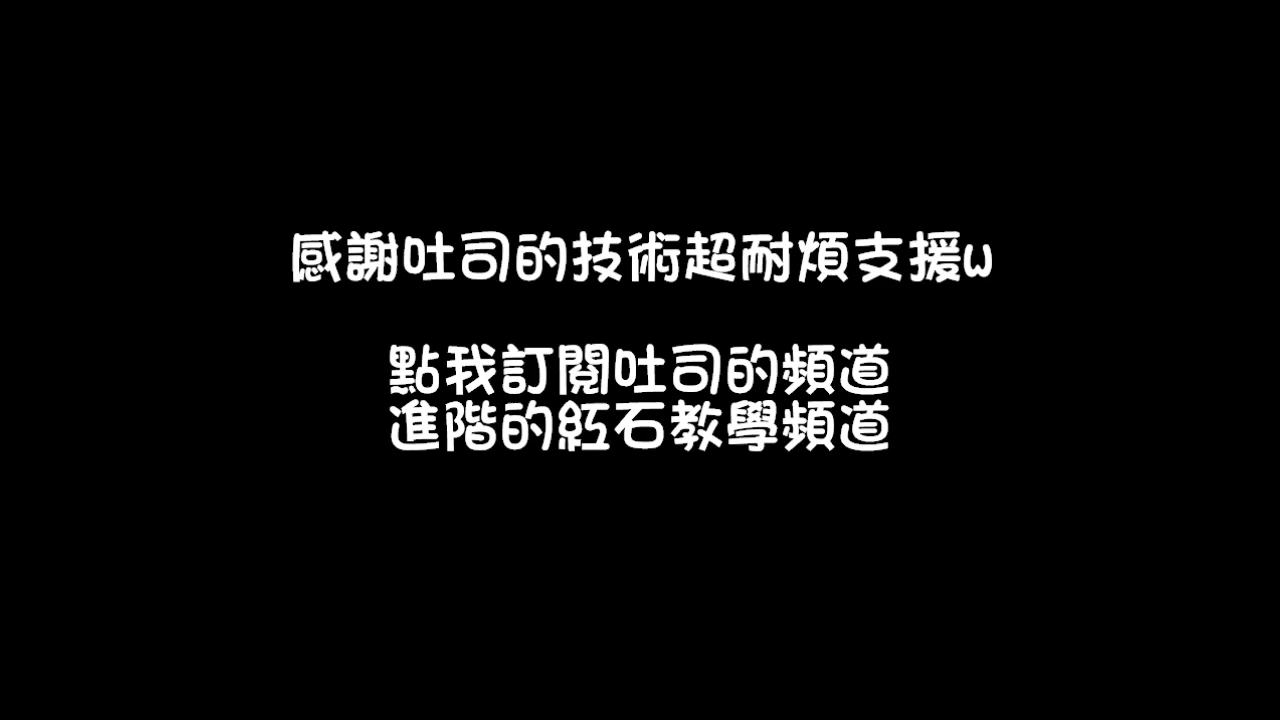 感謝吐司的技術超耐煩支援w
點我訂閱吐司的頻道
進階的紅石教學頻道